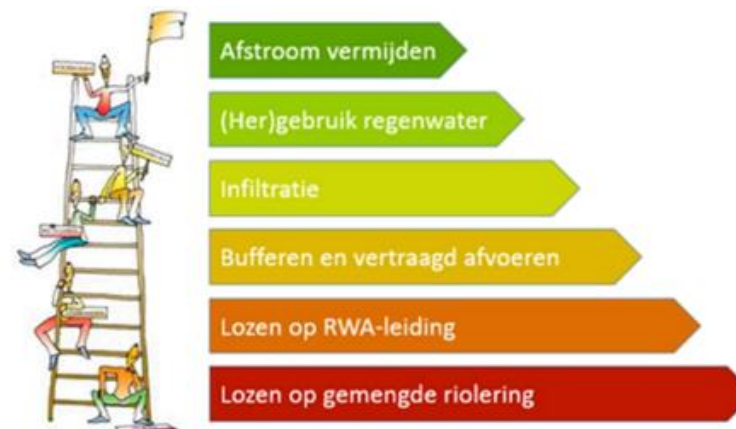 Afstroom vermijden
(Her)gebruik regenwater
Infiltratie
Bufferen en vertraagd afvoeren
Lozen op RWA-leiding
Lozen op gemengde riolering